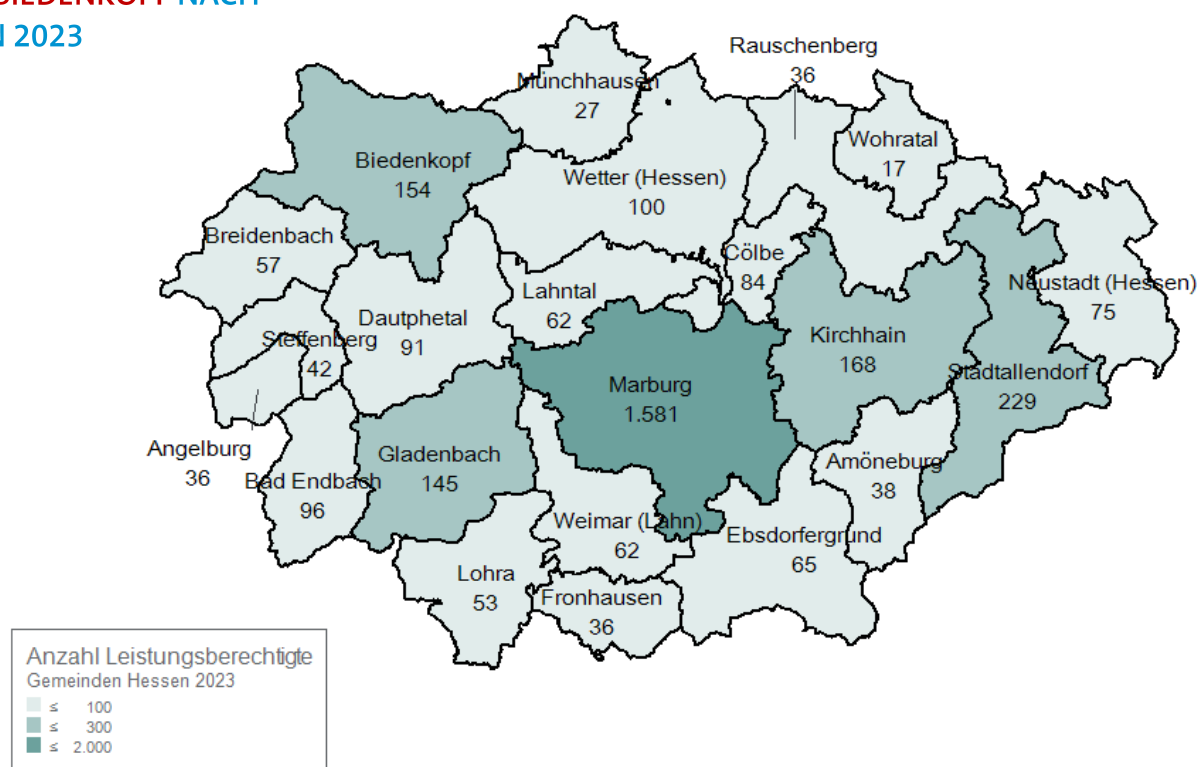 BIEDENKOPF NACH
2023
Rauschenberg
36
Münchhausen
27
Wohratal
17
Biedenkopf
154
Wetter (Hessen)
100
Breidenbach
57
Cölbe
84
Neustadt (Hessen)
75
Lahntal
62
Dautphetal
91
Steffenberg
42
Kirchhain
168
Stadtallendorf
229
Marburg
1.581
Angelburg
36
Gladenbach
145
Amöneburg
38
Bad Endbach
96
Weimar (Lahn)
62
Ebsdorfergrund
65
Lohra
53
Fronhausen
36
Anzahl Leistungsberechtigte
Gemeinden Hessen 2023
≤ 100
≤ 300
≤ 2.000